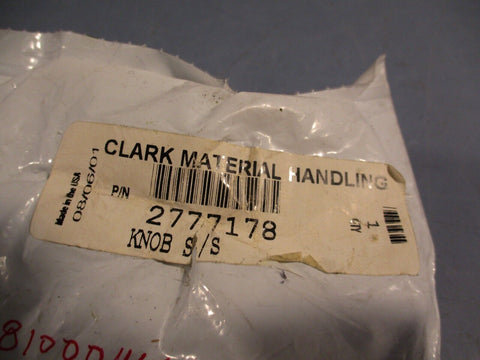 CLARK MATERIAL HANDLING
Made in the USA
08/06/01
P/N
2777178
KNOB S/S
QTY
1